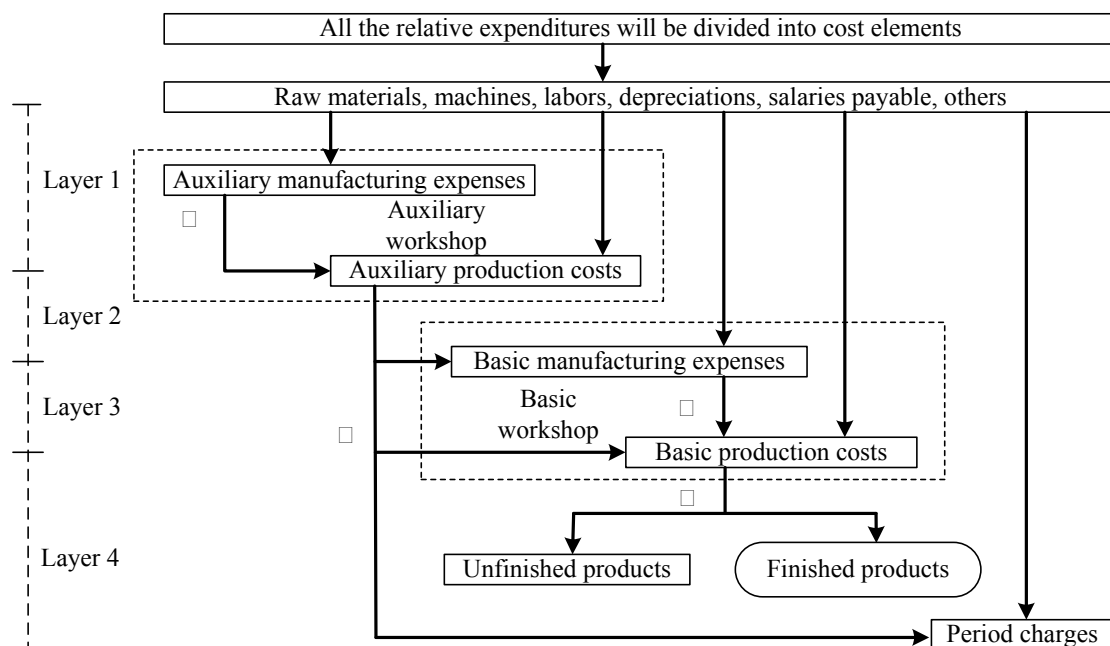 All the relative expenditures will be divided into cost elements
Raw materials, machines, labors, depreciations, salaries payable, others
Layer 1
Auxiliary manufacturing expenses
Auxiliary
workshop
Auxiliary production costs
Layer 2
Basic manufacturing expenses
Layer 3
Basic
workshop
Basic production costs
Layer 4
Unfinished products
Finished products
Period charges